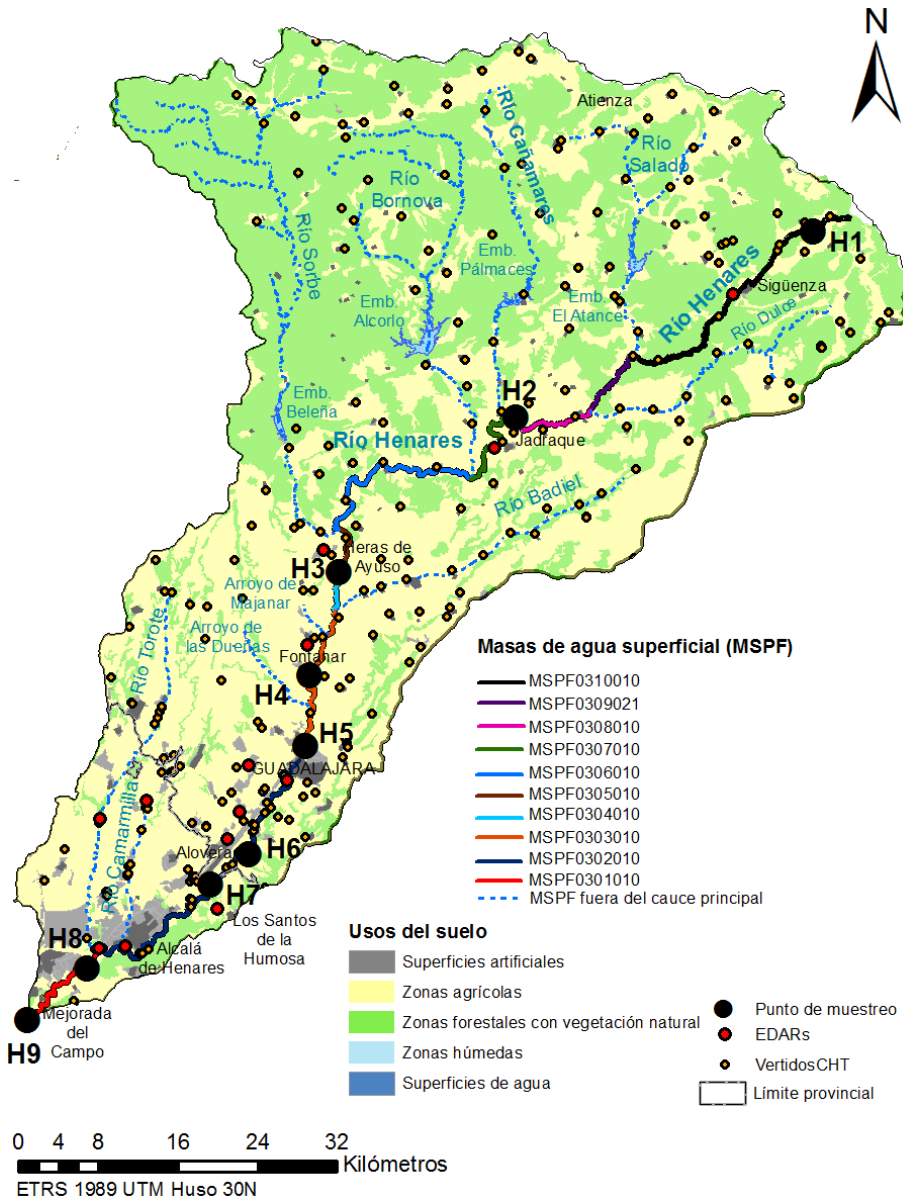 N
Atienza
Río Cañamares
Río
Salado
Río
Bornova
Río Sorbe
H1
Emb.
Pálmaces
Sigüenza
Emb.
Alcorlo
Emb.
El Atance
Río Henares
Río Dulce
H2
Emb.
Beleña
Río Henares
Jadraque
Río Badiel
Heras de
Ayuso
H3
Arroyo de
Majanar
Arroyo de
las Dueñas
Río Torote
Fontanar
H4
H5
GUADALAJARA
Río Camarmilla
Alovera
H6
H7
Los Santos
de la
Humosa
H8
Alcalá
de Henares
Mejorada
del
Campo
H9
Masas de agua superficial (MSPF)
MSPF0310010
MSPF0309021
MSPF0308010
MSPF0307010
MSPF0306010
MSPF0305010
MSPF0304010
MSPF0303010
MSPF0302010
MSPF0301010
MSPF fuera del cauce principal
Usos del suelo
Superficies artificiales
Zonas agrícolas
Zonas forestales con vegetación natural
Zonas húmedas
Superficies de agua
Punto de muestreo
EDARs
VertidosCHT
Límite provincial
0 4 8 16 24 32
Kilómetros
ETRS 1989 UTM Huso 30N